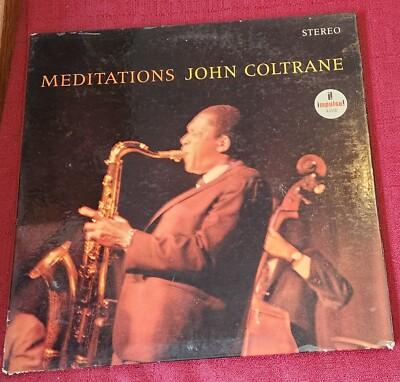 STEREO
MEDITATIONS JOHN COLTRANE
impulse!